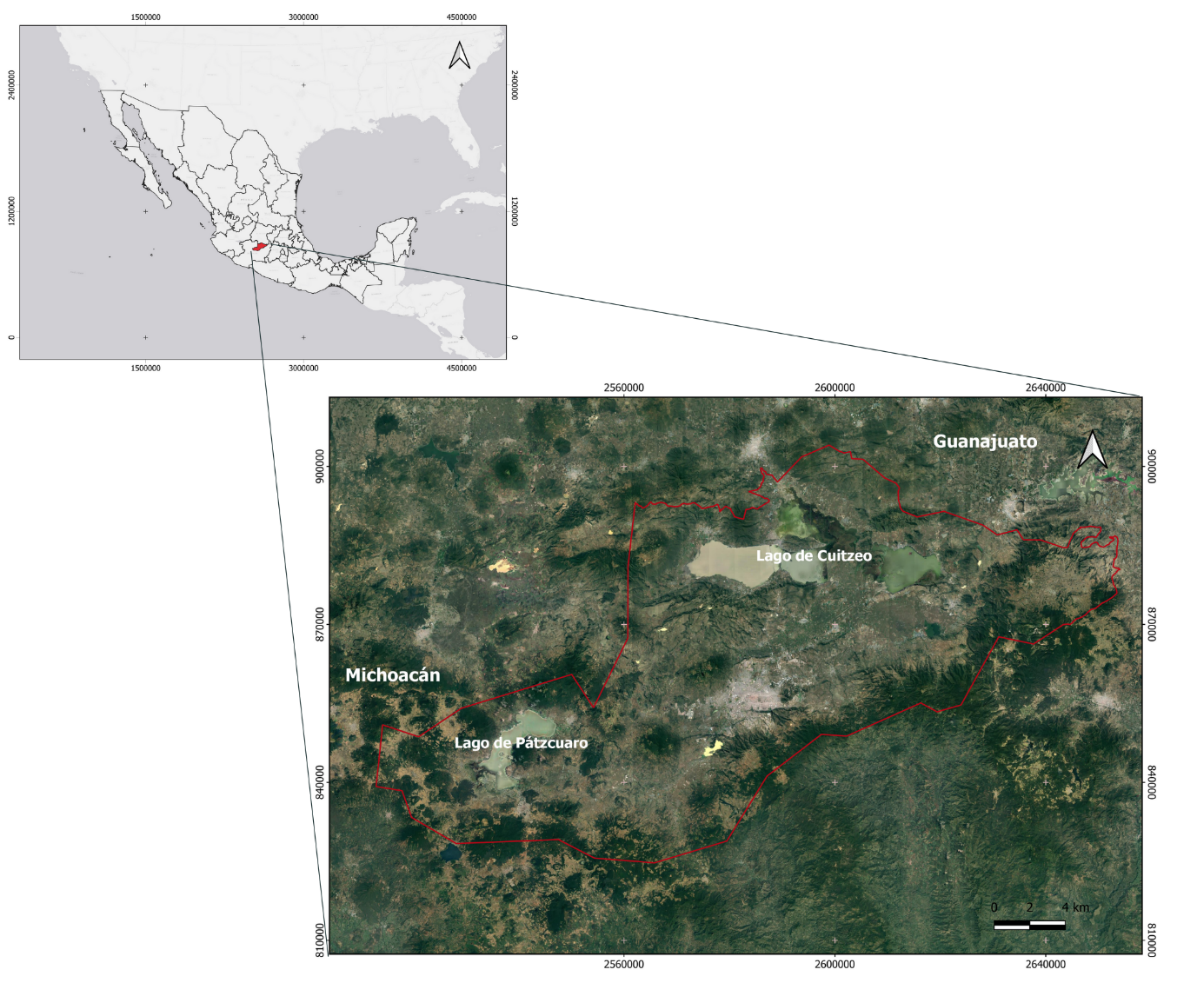 1500000 3000000 4500000
2400000 2400000
1200000 1200000
0 0
1500000 3000000 4500000
2560000 2600000 2640000
Guanajuato
900000 900000
Lago de Cuitzeo
870000 870000
Michoacán
Lago de Pátzcuaro
840000 840000
0 2 4 km
810000 810000
2560000 2600000 2640000